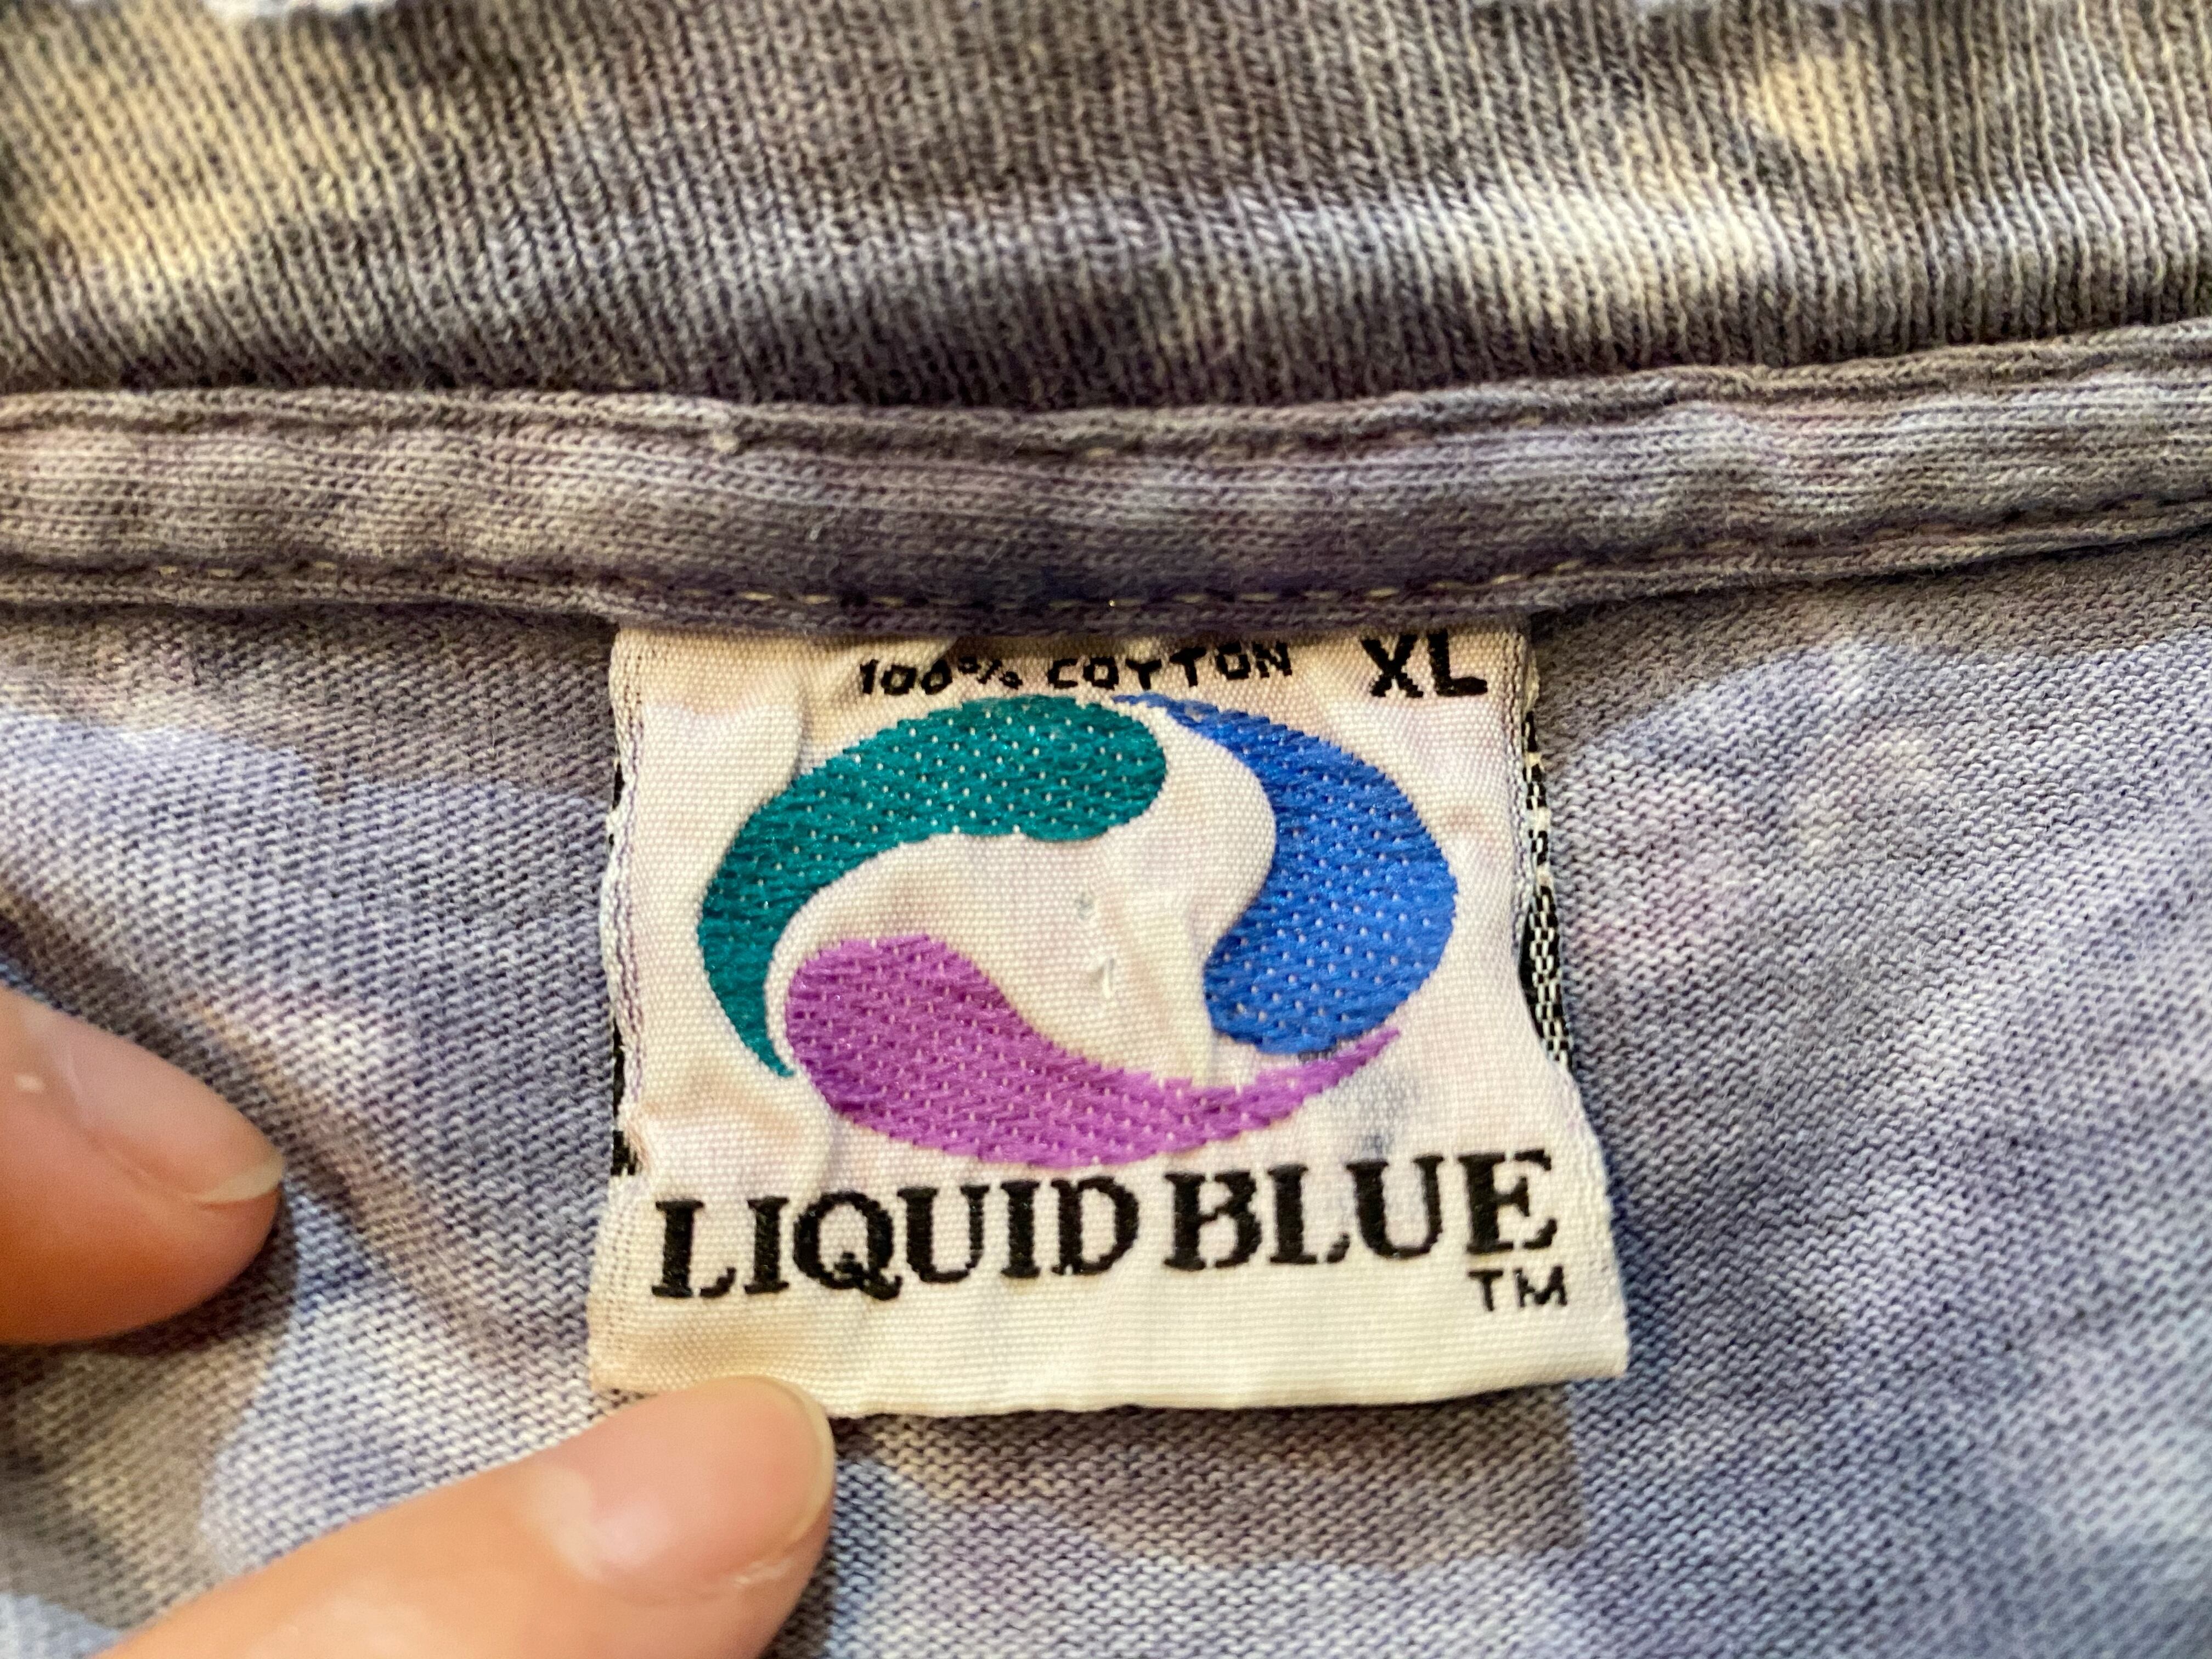 100% COTTON XL
LIQUID BLUE
TM